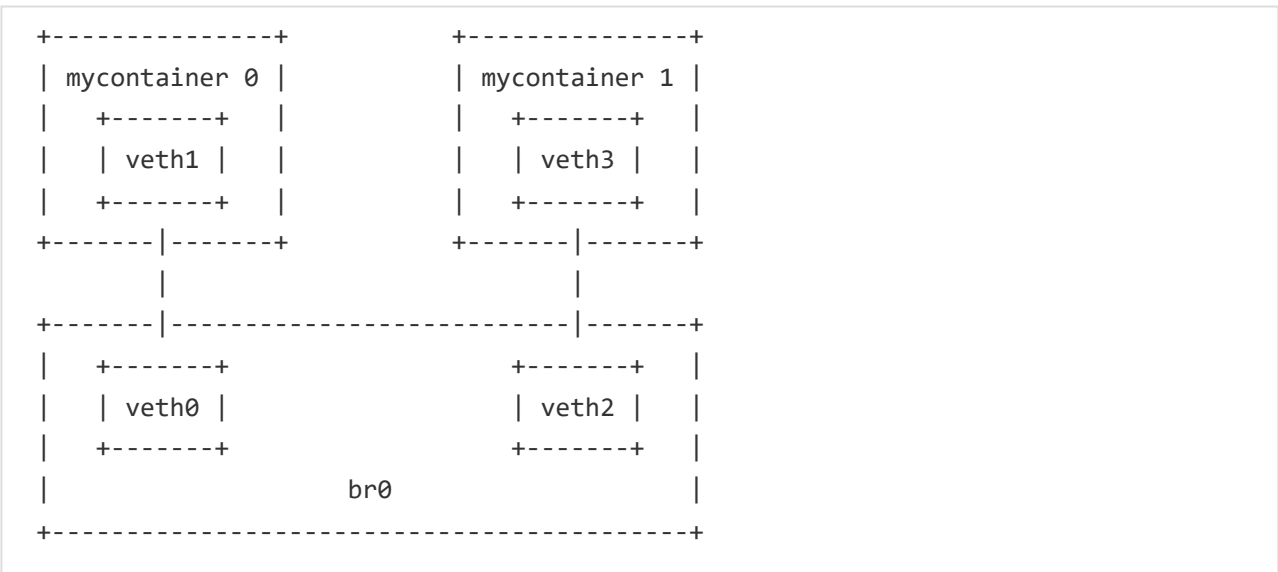 +---------------+           +---------------+
| mycontainer 0 |           | mycontainer 1 |
|   +-------+   |           |   +-------+   |
|   | veth1 |   |           |   | veth3 |   |
|   +-------+   |           |   +-------+   |
+-------|-------+           +-------|-------+
        |                           |
+-------|---------------------------|-------+
|   +-------+                   +-------+   |
|   | veth0 |                   | veth2 |   |
|   +-------+                   +-------+   |
|                    br0                    |
+-------------------------------------------+